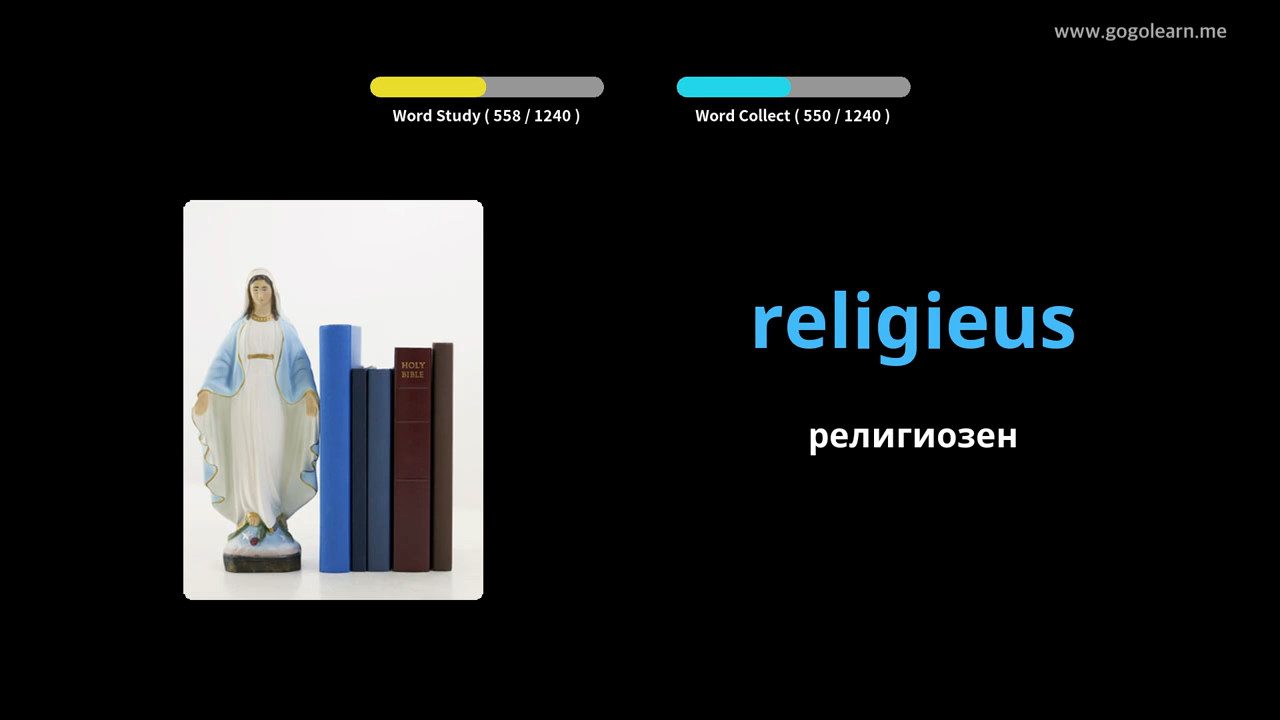 www.gogolearn.me
Word Study ( 558 / 1240 )
Word Collect ( 550 / 1240 )
HOLY
BIBLE
religieus
религиозен